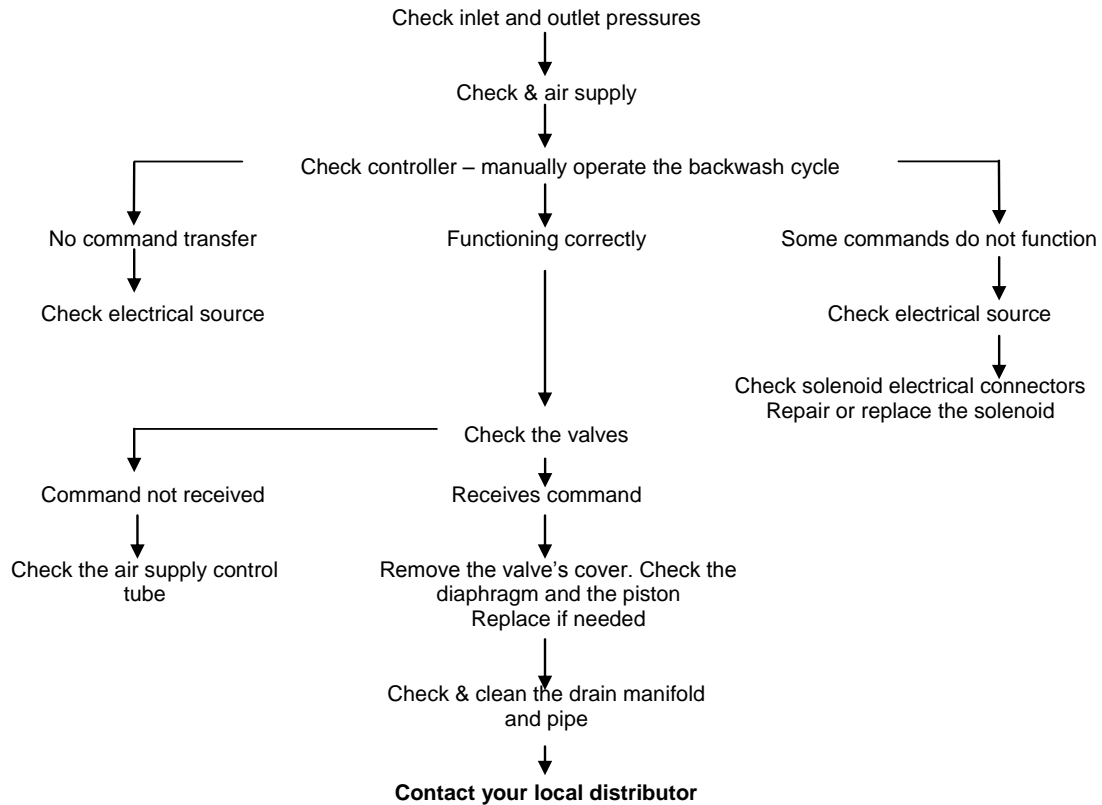 Check inlet and outlet pressures
Check & air supply
Check controller – manually operate the backwash cycle
No command transfer
Functioning correctly
Some commands do not function
Check electrical source
Check electrical source
Check solenoid electrical connectors
Repair or replace the solenoid
Check the valves
Command not received
Receives command
Check the air supply control
tube
Remove the valve’s cover. Check the
diaphragm and the piston
Replace if needed
Check & clean the drain manifold
and pipe
Contact your local distributor